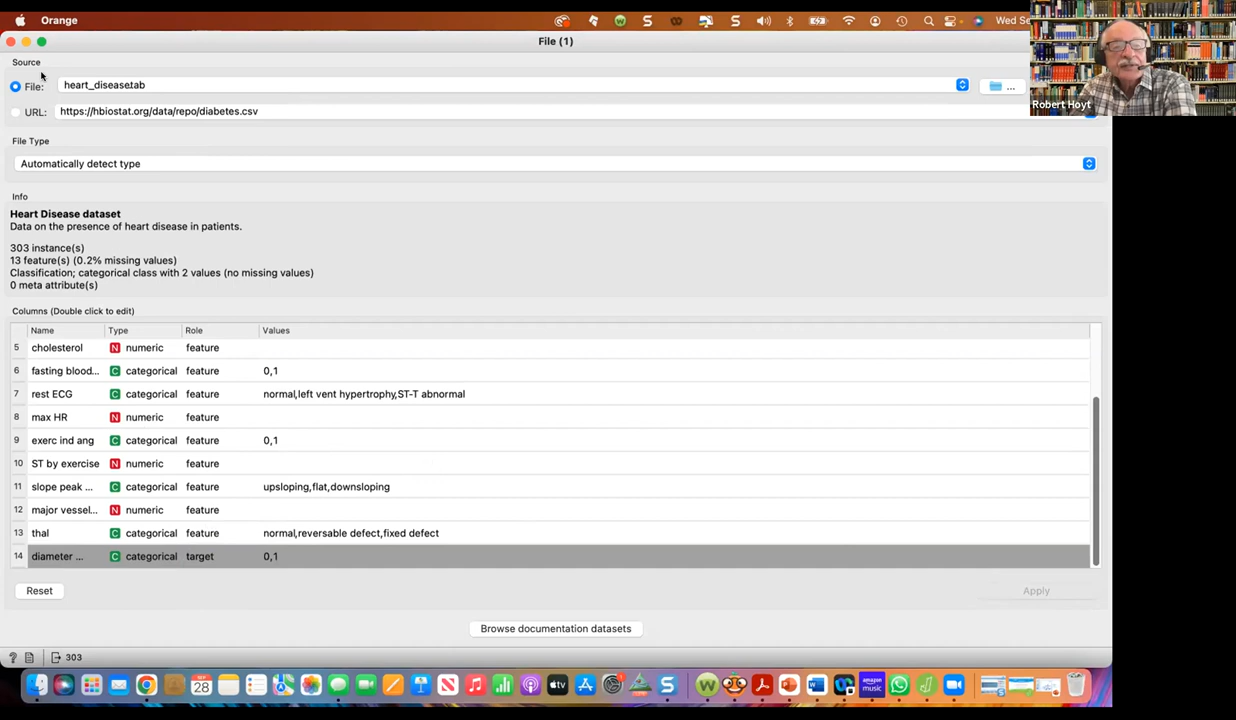 Orange
Wed Se
File (1)
Source
File:
heart_disease.tab
...
URL:
https://hbiostat.org/data/repo/diabetes.csv
Robert Hoyt
File Type
Automatically detect type
Info
Heart Disease dataset
Data on the presence of heart disease in patients.
303 instance(s)
13 feature(s) (0.2% missing values)
Classification; categorical class with 2 values (no missing values)
0 meta attribute(s)
Columns (Double click to edit)
Name Type Role Values
5 cholesterol N numeric feature
6 fasting blood... C categorical feature 0,1
7 rest ECG C categorical feature normal,left vent hypertrophy,ST-T abnormal
8 max HR N numeric feature
9 exerc ind ang C categorical feature 0,1
10 ST by exercise N numeric feature
11 slope peak ... C categorical feature upsloping,flat,downsloping
12 major vessel... N numeric feature
13 thal C categorical feature normal,reversable defect,fixed defect
14 diameter ... C categorical target 0,1
Reset
Apply
Browse documentation datasets
? 303
SEP
28
tv
amazon
music